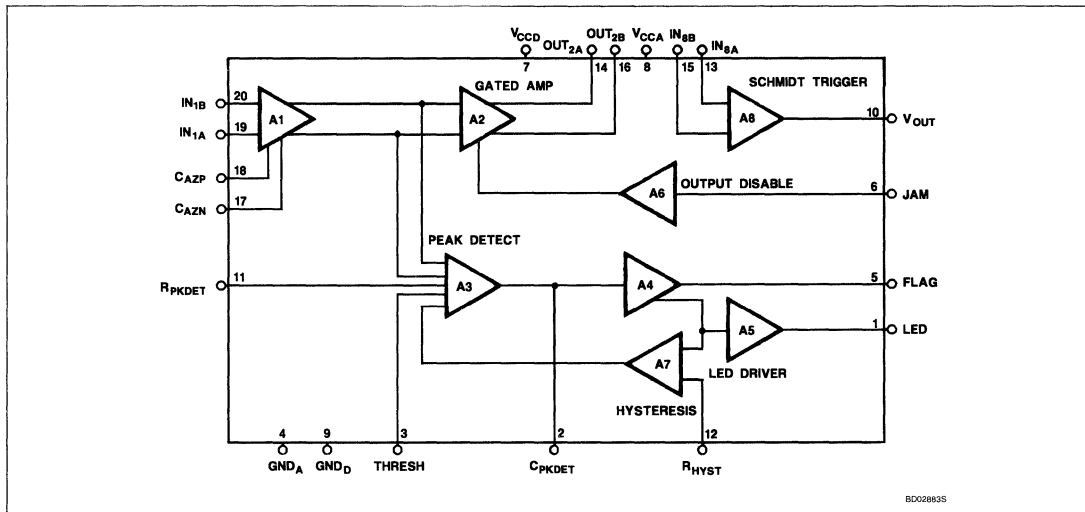 VCCD
OUT2A
OUT2B
VCCA
IN8B
IN8A
7
14
16
8
15
13
GATED AMP
SCHMIDT TRIGGER
IN1B
20
A1
A2
A8
10
VOUT
IN1A
19
CAZP
18
A6
OUTPUT DISABLE
6
JAM
CAZN
17
PEAK DETECT
RPKDET
11
A3
A4
5
FLAG
A5
1
LED
A7
LED DRIVER
HYSTERESIS
4
9
3
2
12
GNDA
GNDD
THRESH
CPKDET
RHYST
BD02883S